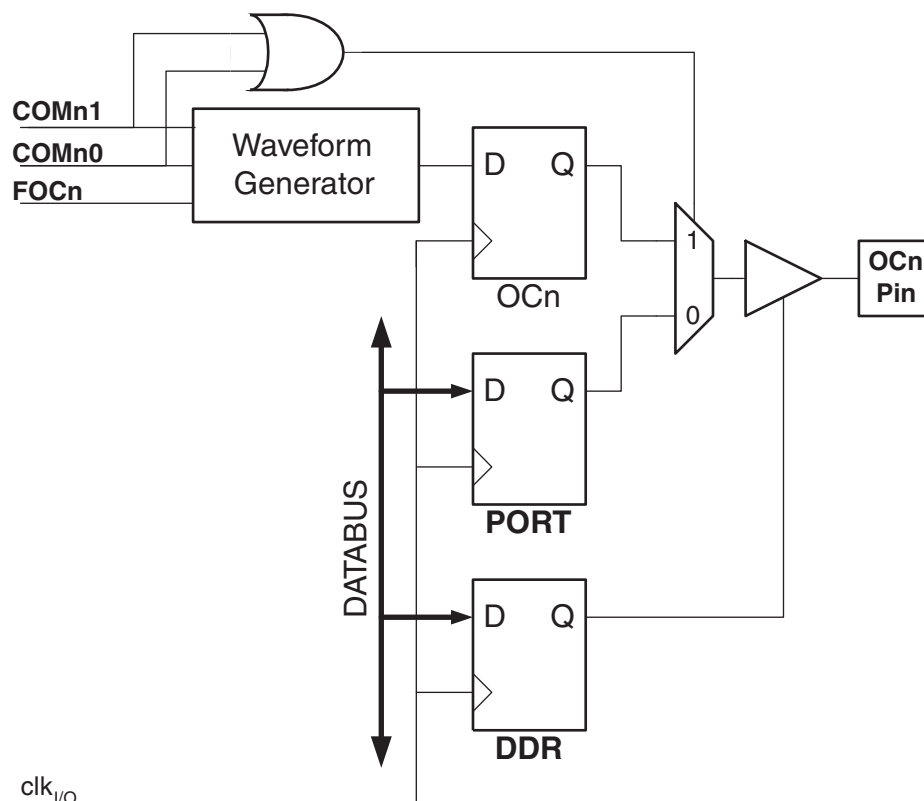 COMn1
COMn0
FOCn
Waveform
Generator
D Q
OCn
1
0
OCn
Pin
D Q
PORT
DATABUS
D Q
DDR
clkI/O